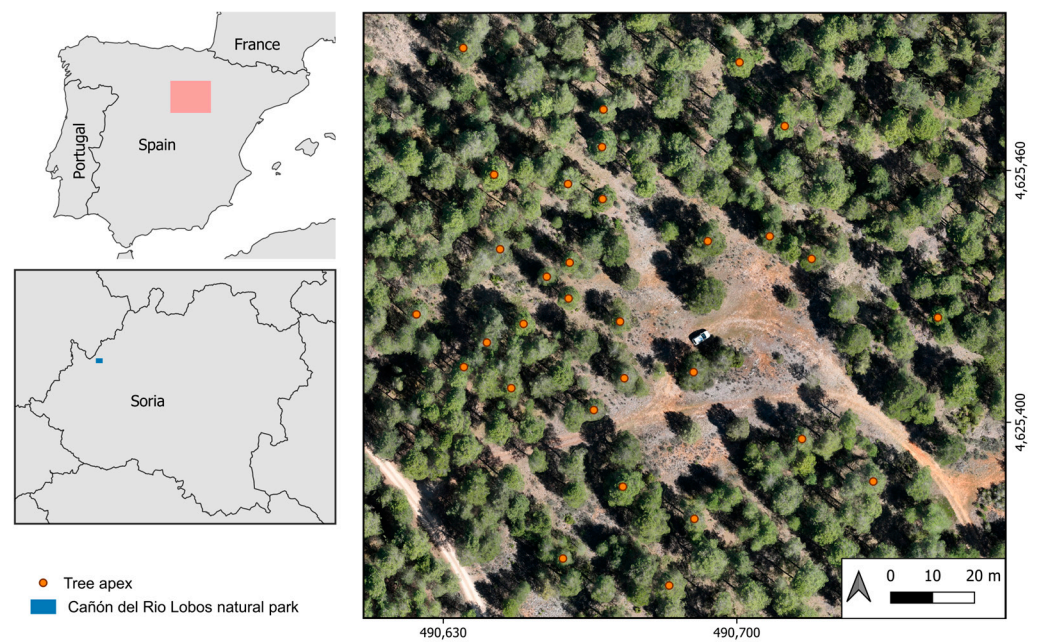 France
Portugal
Spain
Soria
Tree apex
Cañón del Rio Lobos natural park
4,625,460
4,625,400
0 10 20 m
490,630
490,700